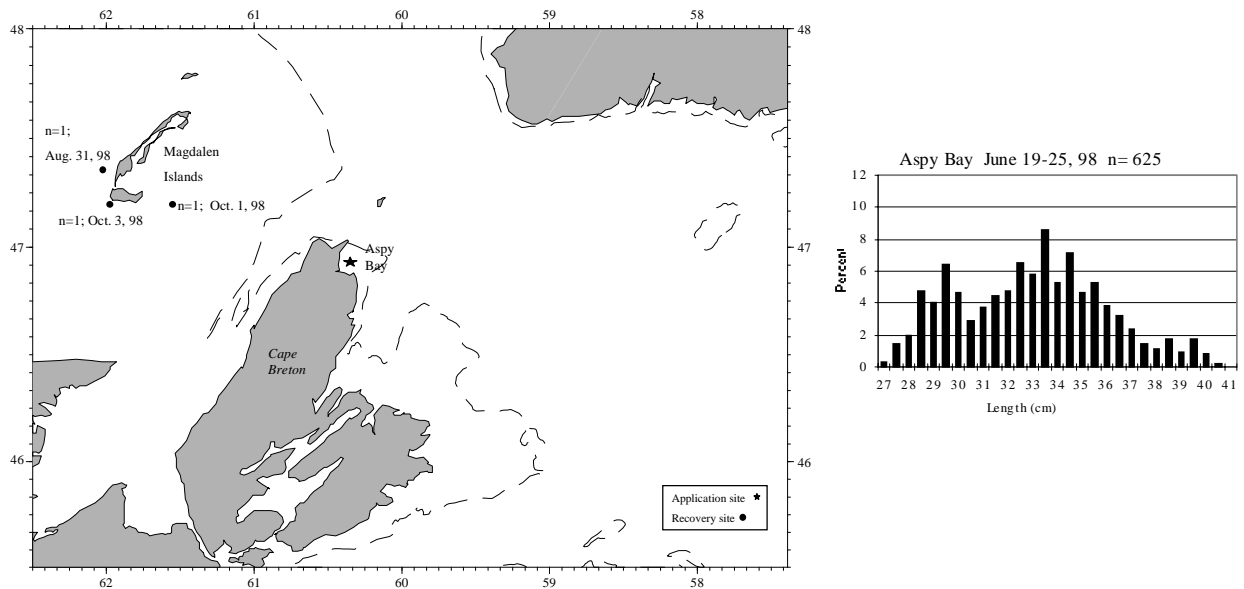 62 61 60 59 58
48 48
n=1;
Aug. 31, 98
Magdalen
Islands
n=1; Oct. 1, 98
n=1; Oct. 3, 98
47 47
Aspy
Bay
Cape
Breton
46 46
Application site
Recovery site
62 61 60 59 58
Aspy Bay June 19-25, 98 n= 625
12
10
8
6
4
2
0
Percent
27 28 29 30 31 32 33 34 35 36 37 38 39 40 41
Length (cm)